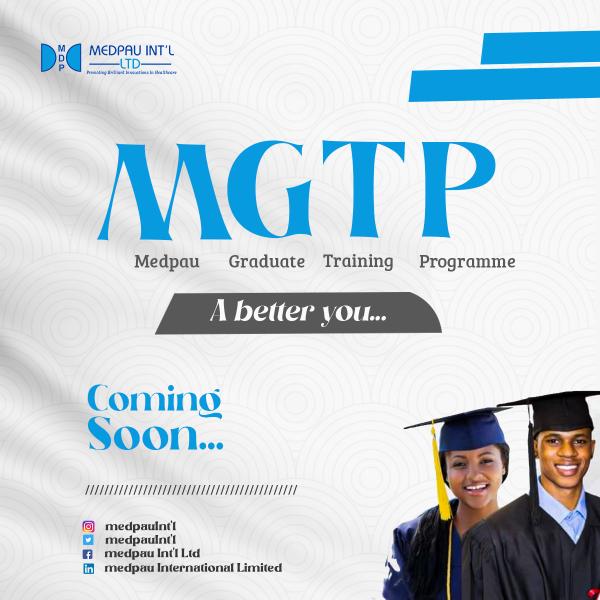 M
D
P
MEDPAU INT'L
LTD
Promoting Brilliant Innovations In Healthcare
MGTP
Medpau Graduate Training Programme
A better you...
Coming
Soon...
medpauInt'l
medpauInt'l
medpau Int'l Ltd
medpau International Limited